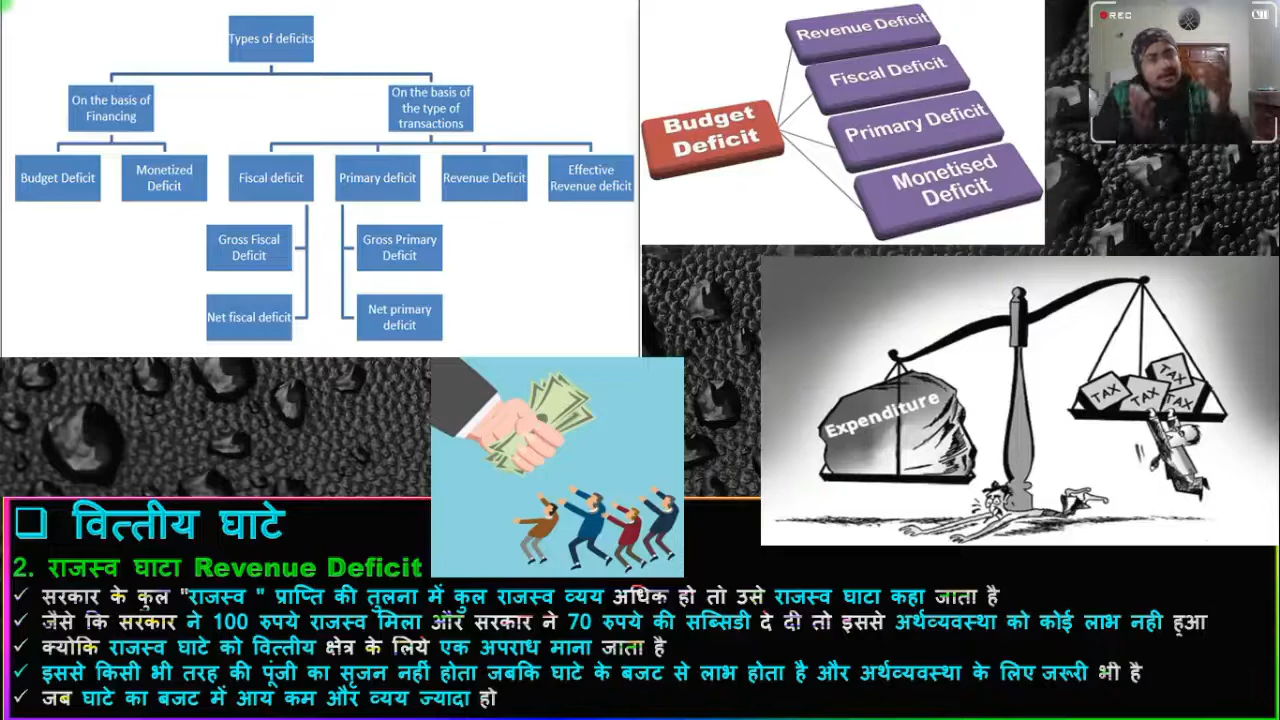 Types of deficits
On the basis of
Financing
On the basis of
the type of
transactions
Budget Deficit
Monetized
Deficit
Fiscal deficit
Primary deficit
Revenue Deficit
Effective
Revenue deficit
Gross Fiscal
Deficit
Gross Primary
Deficit
Net fiscal deficit
Net primary
deficit
Budget
Deficit
Revenue Deficit
Fiscal Deficit
Primary Deficit
Monetised
Deficit
REC
Expenditure
TAX
TAX
TAX
TAX
❑ वित्तीय घाटे
2. राजस्व घाटा Revenue Deficit
✓ सरकार के कुल "राजस्व " प्राप्ति की तुलना में कुल राजस्व व्यय अधिक हो तो उसे राजस्व घाटा कहा जाता है
✓ जैसे कि सरकार ने 100 रुपये राजस्व मिला और सरकार ने 70 रुपये की सब्सिडी दे दी तो इससे अर्थव्यवस्था को कोई लाभ नही हुआ
✓ क्योकि राजस्व घाटे को वित्तीय क्षेत्र के लिये एक अपराध माना जाता है
✓ इससे किसी भी तरह की पूंजी का सृजन नहीं होता जबकि घाटे के बजट से लाभ होता है और अर्थव्यवस्था के लिए जरूरी भी है
✓ जब घाटे का बजट में आय कम और व्यय ज्यादा हो